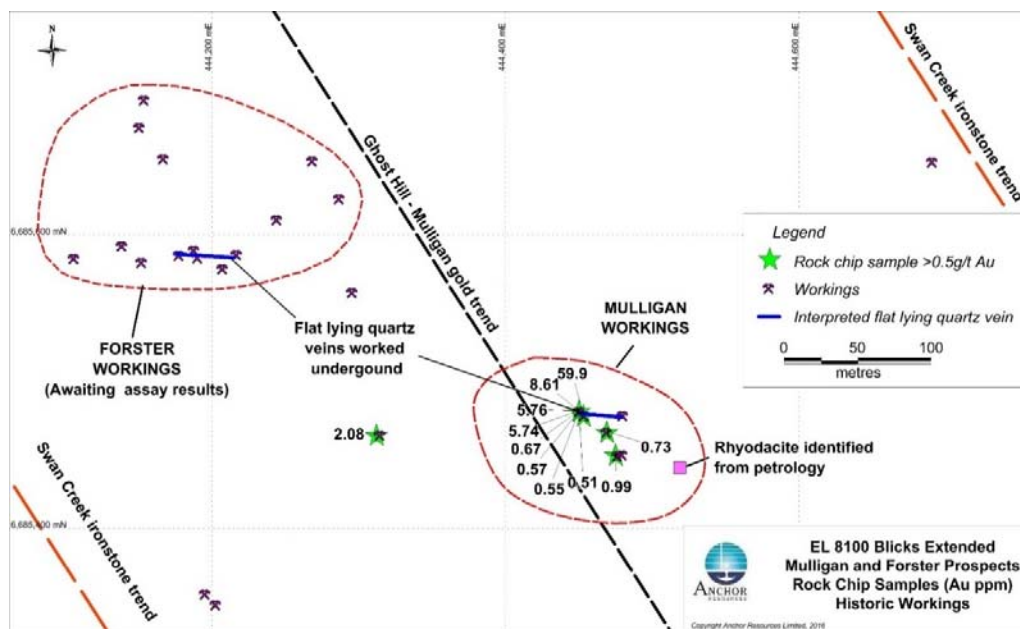 N
444,200 mE
444,400 mE
444,600 mE
Swan Creek ironstone trend
Ghost Hill - Mulligan gold trend
6,685,600 mN
Legend
Rock chip sample >0.5g/t Au
Workings
Interpreted flat lying quartz vein
0 50 100
metres
FORSTER
WORKINGS
(Awaiting assay results)
Flat lying quartz
veins worked
undergound
MULLIGAN
WORKINGS
59.9
8.61
5.76
5.74
0.67
0.57
0.55
0.51
0.99
0.73
2.08
Rhyodacite identified
from petrology
Swan Creek ironstone trend
6,685,400 mN
ANCHOR
RESOURCES
EL 8100 Blicks Extended
Mulligan and Forster Prospects
Rock Chip Samples (Au ppm)
Historic Workings
Copyright Anchor Resources Limited, 2016